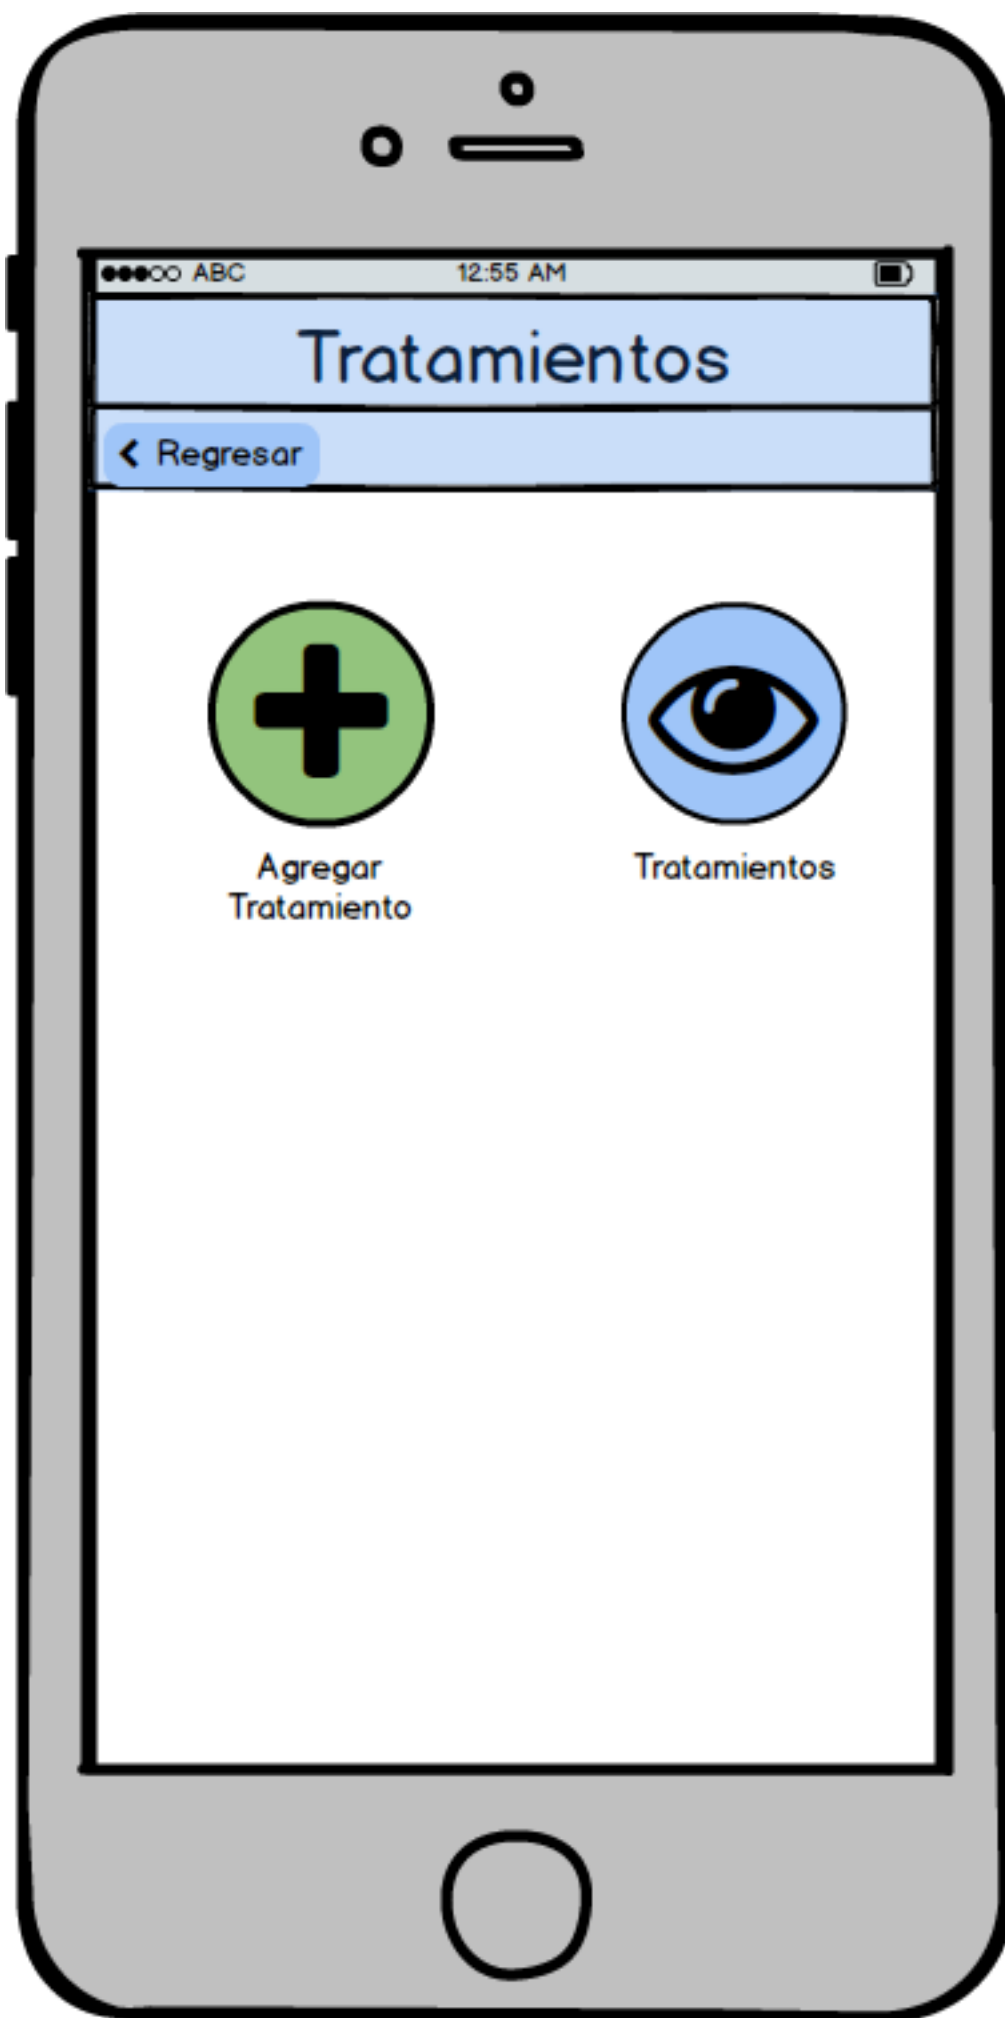 ABC 12:55 AM
Tratamientos
Regresar
Agregar
Tratamiento
Tratamientos